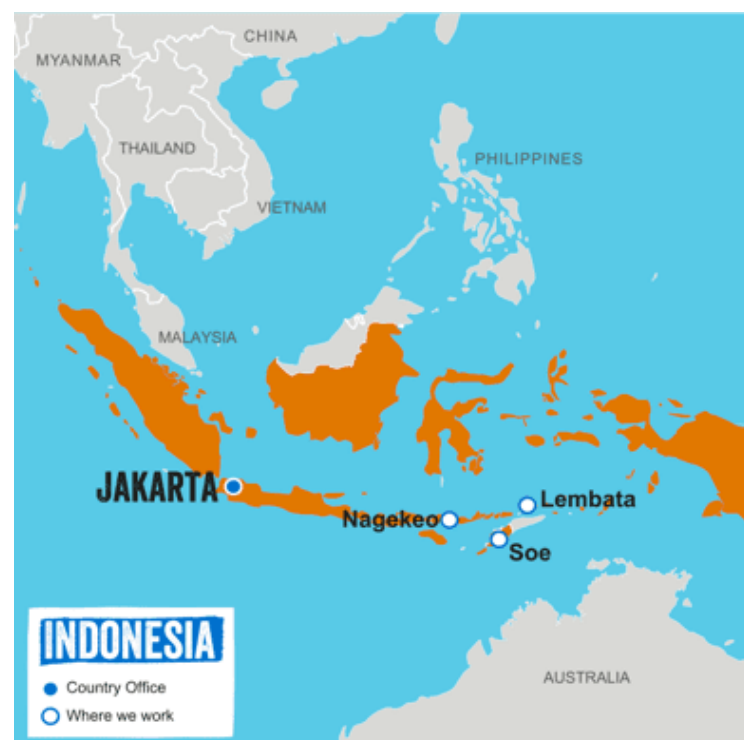 CHINA
MYANMAR
THAILAND
PHILIPPINES
VIETNAM
MALAYSIA
JAKARTA
Lembata
Nagekeo
Soe
INDONESIA
Country Office
Where we work
AUSTRALIA